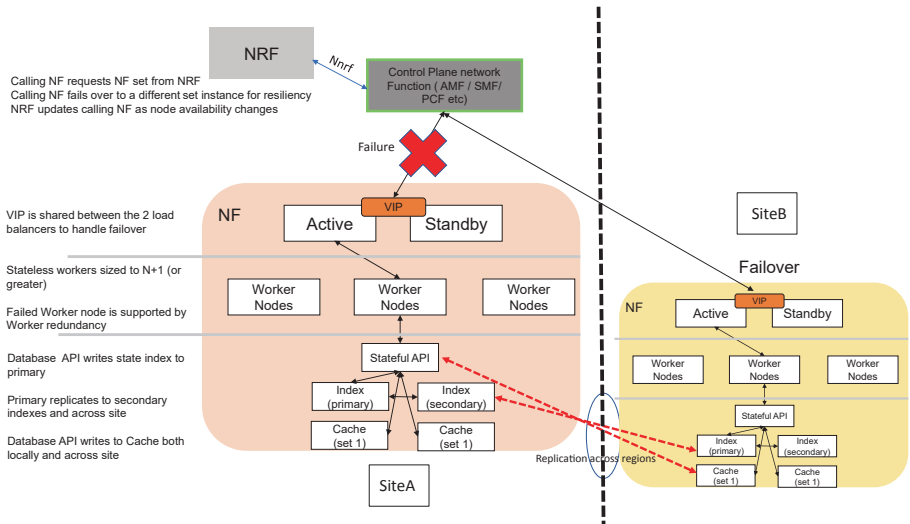 NRF
Nnrf
Control Plane network
Function ( AMF / SMF/
PCF etc)
Calling NF requests NF set from NRF
Calling NF fails over to a different set instance for resiliency
NRF updates calling NF as node availability changes
Failure
NF
VIP
Active
Standby
VIP is shared between the 2 load
balancers to handle failover
Stateless workers sized to N+1 (or
greater)
Failed Worker node is supported by
Worker redundancy
Worker
Nodes
Worker
Nodes
Worker
Nodes
Database  API writes state index to
primary
Primary replicates to secondary
indexes and across site
Database API writes to Cache both
locally and across site
Stateful API
Index
(primary)
Index
(secondary)
Cache
(set 1)
Cache
(set 1)
SiteA
Replication across regions
SiteB
Failover
NF
VIP
Active
Standby
Worker
Nodes
Worker
Nodes
Worker
Nodes
Stateful API
Index
(primary)
Index
(secondary)
Cache
(set 1)
Cache
(set 1)